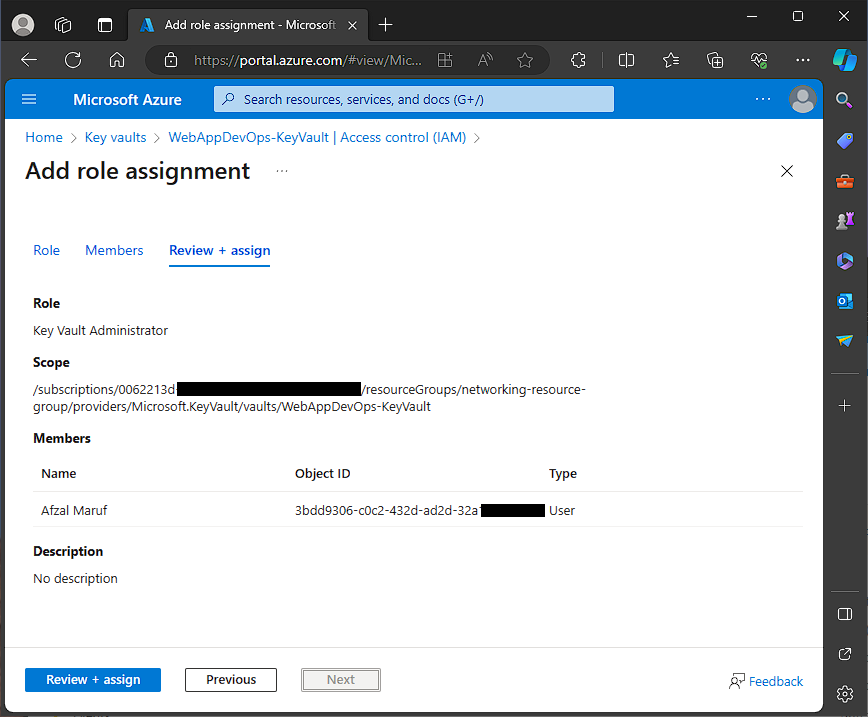 Add role assignment - Microsoft
https://portal.azure.com/#view/Mic...
Microsoft Azure
Search resources, services, and docs (G+/)
Home > Key vaults > WebAppDevOps-KeyVault | Access control (IAM) >
Add role assignment ...
Role Members Review + assign
Role
Key Vault Administrator
Scope
/subscriptions/0062213d- /resourceGroups/networking-resource-
group/providers/Microsoft.KeyVault/vaults/WebAppDevOps-KeyVault
Members
Name Object ID Type
Afzal Maruf 3bdd9306-c0c2-432d-ad2d-32a User
Description
No description
Review + assign Previous Next Feedback